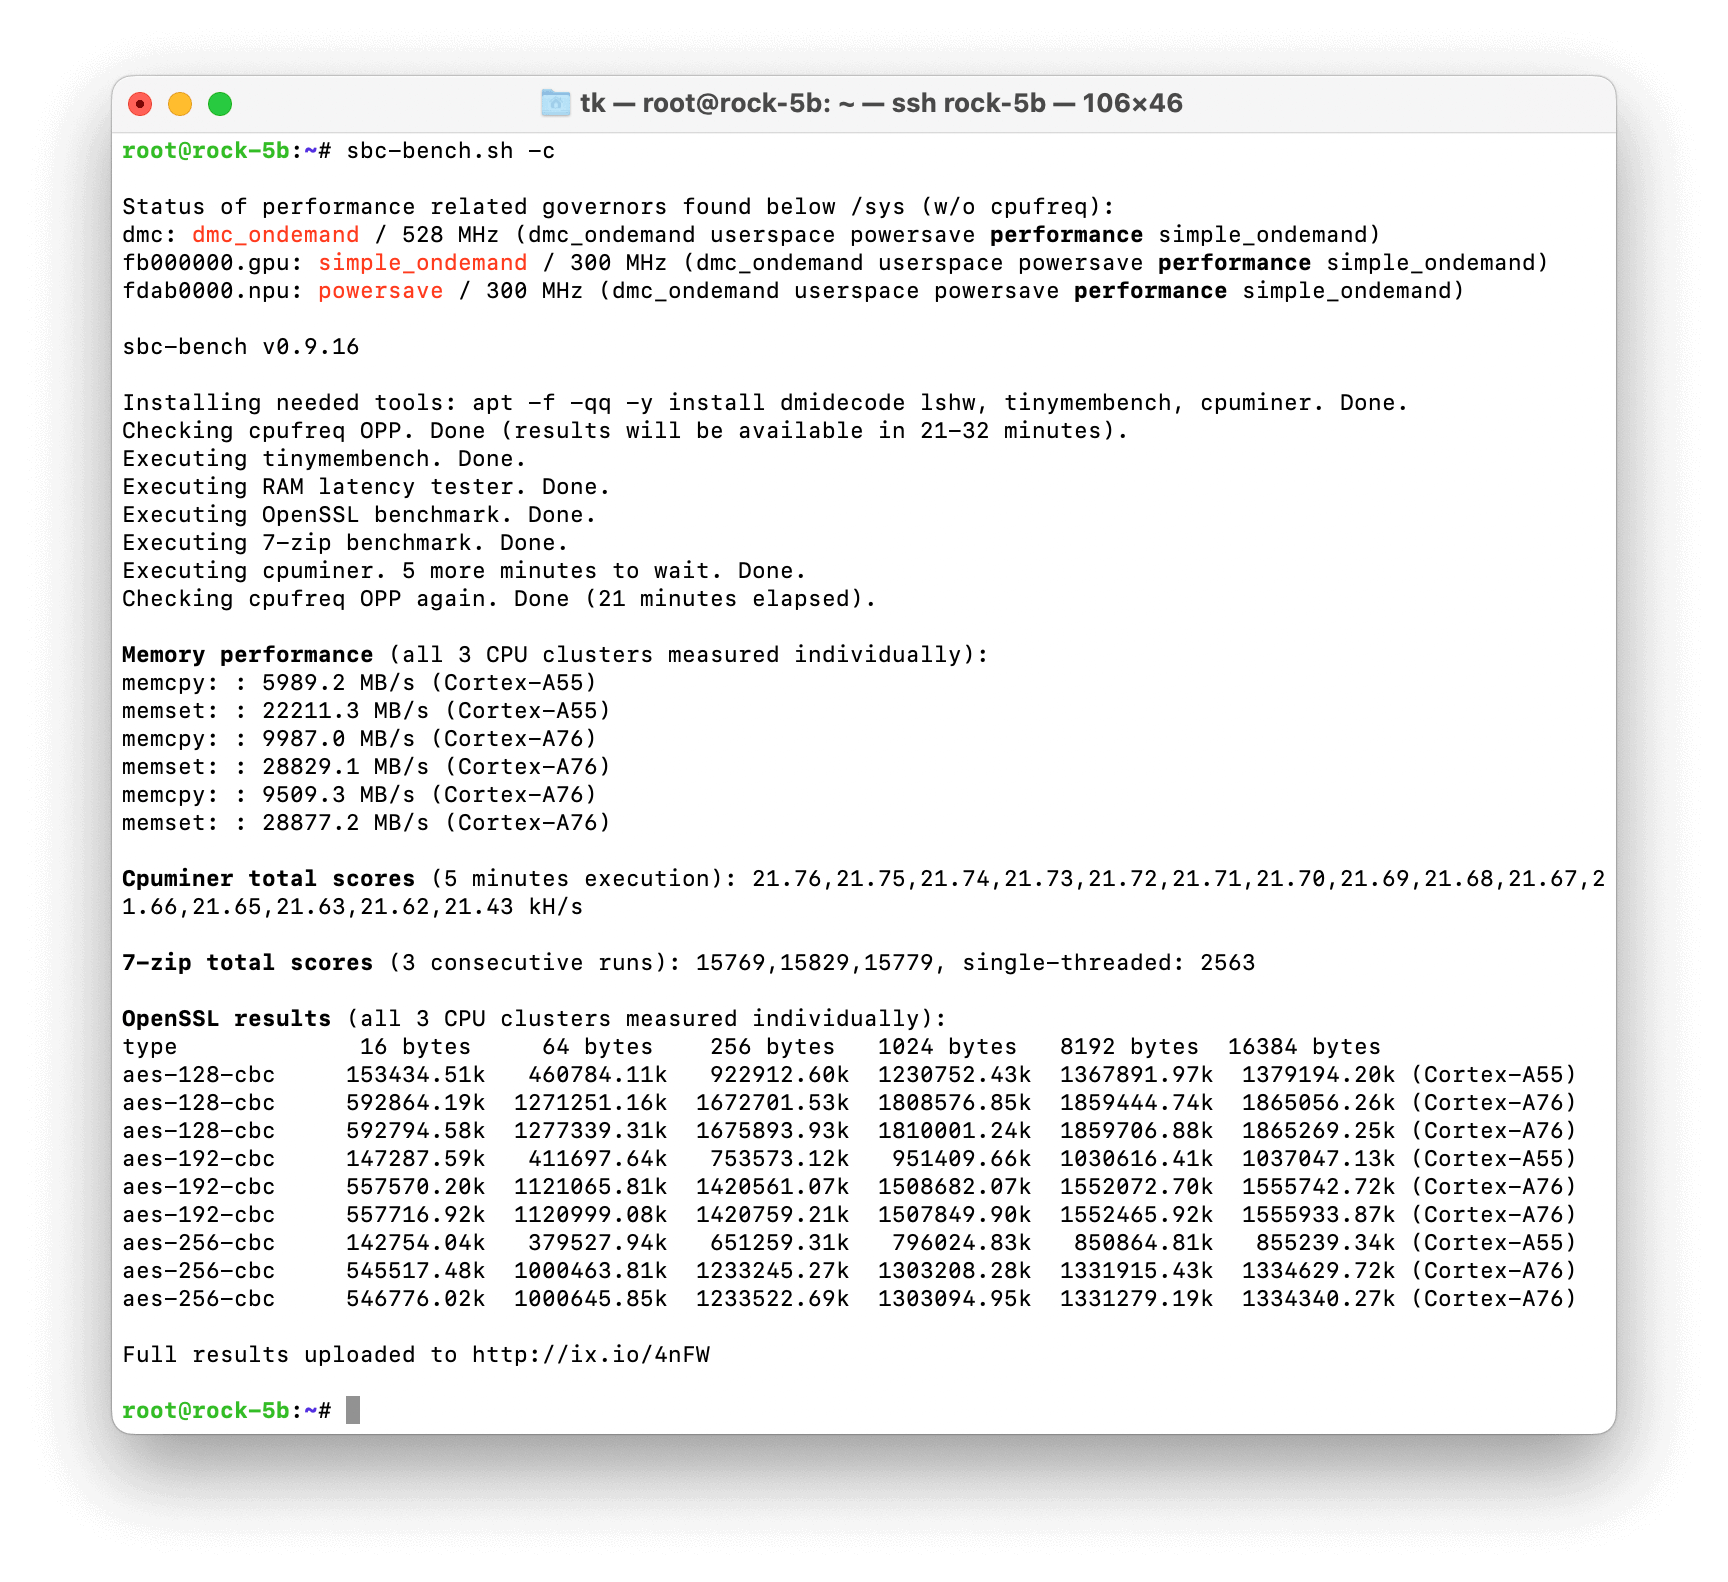 tk — root@rock-5b: ~ — ssh rock-5b — 106×46
root@rock-5b:~# sbc-bench.sh -c
Status of performance related governors found below /sys (w/o cpufreq):
dmc: dmc_ondemand / 528 MHz (dmc_ondemand userspace powersave performance simple_ondemand)
fb000000.gpu: simple_ondemand / 300 MHz (dmc_ondemand userspace powersave performance simple_ondemand)
fdab0000.npu: powersave / 300 MHz (dmc_ondemand userspace powersave performance simple_ondemand)
sbc-bench v0.9.16
Installing needed tools: apt -f -qq -y install dmidecode lshw, tinymembench, cpuminer. Done.
Checking cpufreq OPP. Done (results will be available in 21-32 minutes).
Executing tinymembench. Done.
Executing RAM latency tester. Done.
Executing OpenSSL benchmark. Done.
Executing 7-zip benchmark. Done.
Executing cpuminer. 5 more minutes to wait. Done.
Checking cpufreq OPP again. Done (21 minutes elapsed).
Memory performance (all 3 CPU clusters measured individually):
memcpy: : 5989.2 MB/s (Cortex-A55)
memset: : 22211.3 MB/s (Cortex-A55)
memcpy: : 9987.0 MB/s (Cortex-A76)
memset: : 28829.1 MB/s (Cortex-A76)
memcpy: : 9509.3 MB/s (Cortex-A76)
memset: : 28877.2 MB/s (Cortex-A76)
Cpuminer total scores (5 minutes execution): 21.76,21.75,21.74,21.73,21.72,21.71,21.70,21.69,21.68,21.67,2
1.66,21.65,21.63,21.62,21.43 kH/s
7-zip total scores (3 consecutive runs): 15769,15829,15779, single-threaded: 2563
OpenSSL results (all 3 CPU clusters measured individually):
type             16 bytes     64 bytes    256 bytes   1024 bytes   8192 bytes  16384 bytes
aes-128-cbc     153434.51k   460784.11k   922912.60k  1230752.43k  1367891.97k  1379194.20k (Cortex-A55)
aes-128-cbc     592864.19k  1271251.16k  1672701.53k  1808576.85k  1859444.74k  1865056.26k (Cortex-A76)
aes-128-cbc     592794.58k  1277339.31k  1675893.93k  1810001.24k  1859706.88k  1865269.25k (Cortex-A76)
aes-192-cbc     147287.59k   411697.64k   753573.12k   951409.66k  1030616.41k  1037047.13k (Cortex-A55)
aes-192-cbc     557570.20k  1121065.81k  1420561.07k  1508682.07k  1552072.70k  1555742.72k (Cortex-A76)
aes-192-cbc     557716.92k  1120999.08k  1420759.21k  1507849.90k  1552465.92k  1555933.87k (Cortex-A76)
aes-256-cbc     142754.04k   379527.94k   651259.31k   796024.83k   850864.81k   855239.34k (Cortex-A55)
aes-256-cbc     545517.48k  1000463.81k  1233245.27k  1303208.28k  1331915.43k  1334629.72k (Cortex-A76)
aes-256-cbc     546776.02k  1000645.85k  1233522.69k  1303094.95k  1331279.19k  1334340.27k (Cortex-A76)
Full results uploaded to http://ix.io/4nFW
root@rock-5b:~#